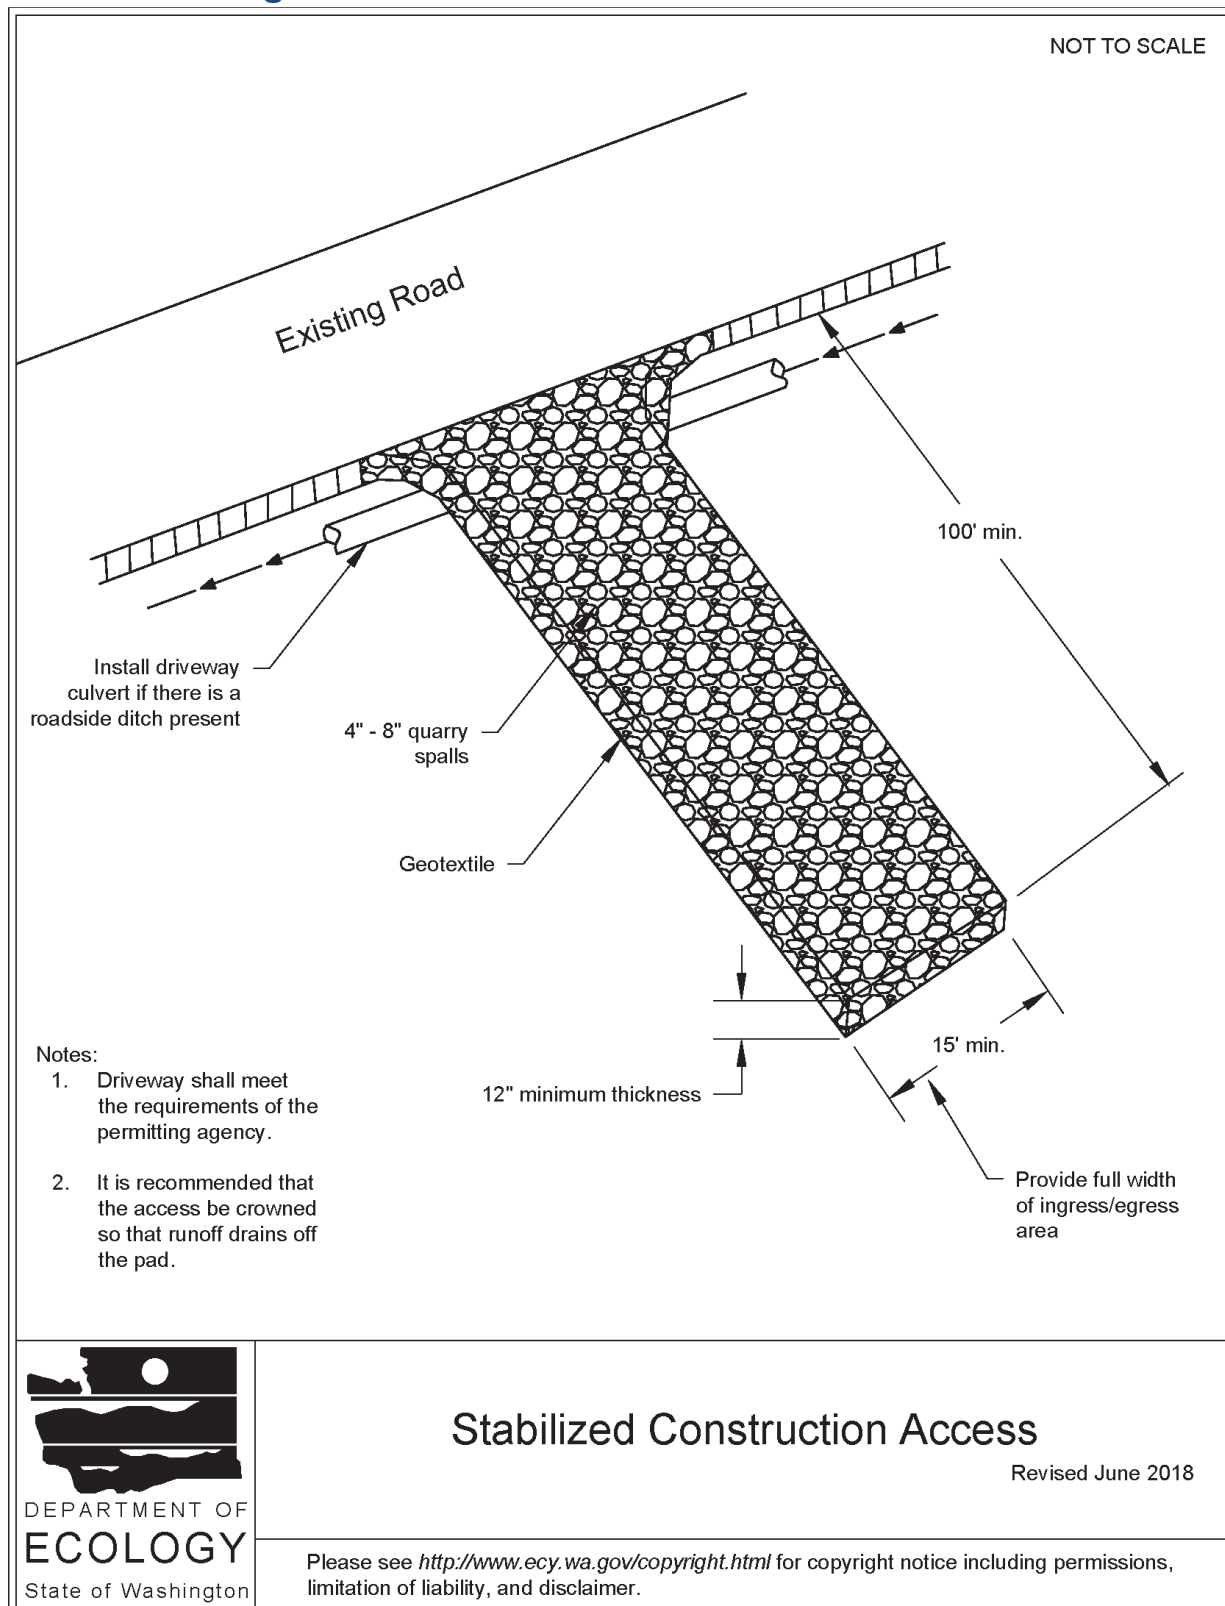 NOT TO SCALE
Existing Road
100' min.
Install driveway
culvert if there is a
roadside ditch present
4" - 8" quarry
spalls
Geotextile
15' min.
12" minimum thickness
Provide full width
of ingress/egress
area
Notes:
1. Driveway shall meet
the requirements of the
permitting agency.
2. It is recommended that
the access be crowned
so that runoff drains off
the pad.
Stabilized Construction Access
Revised June 2018
DEPARTMENT OF
ECOLOGY
State of Washington
Please see http://www.ecy.wa.gov/copyright.html for copyright notice including permissions,
limitation of liability, and disclaimer.